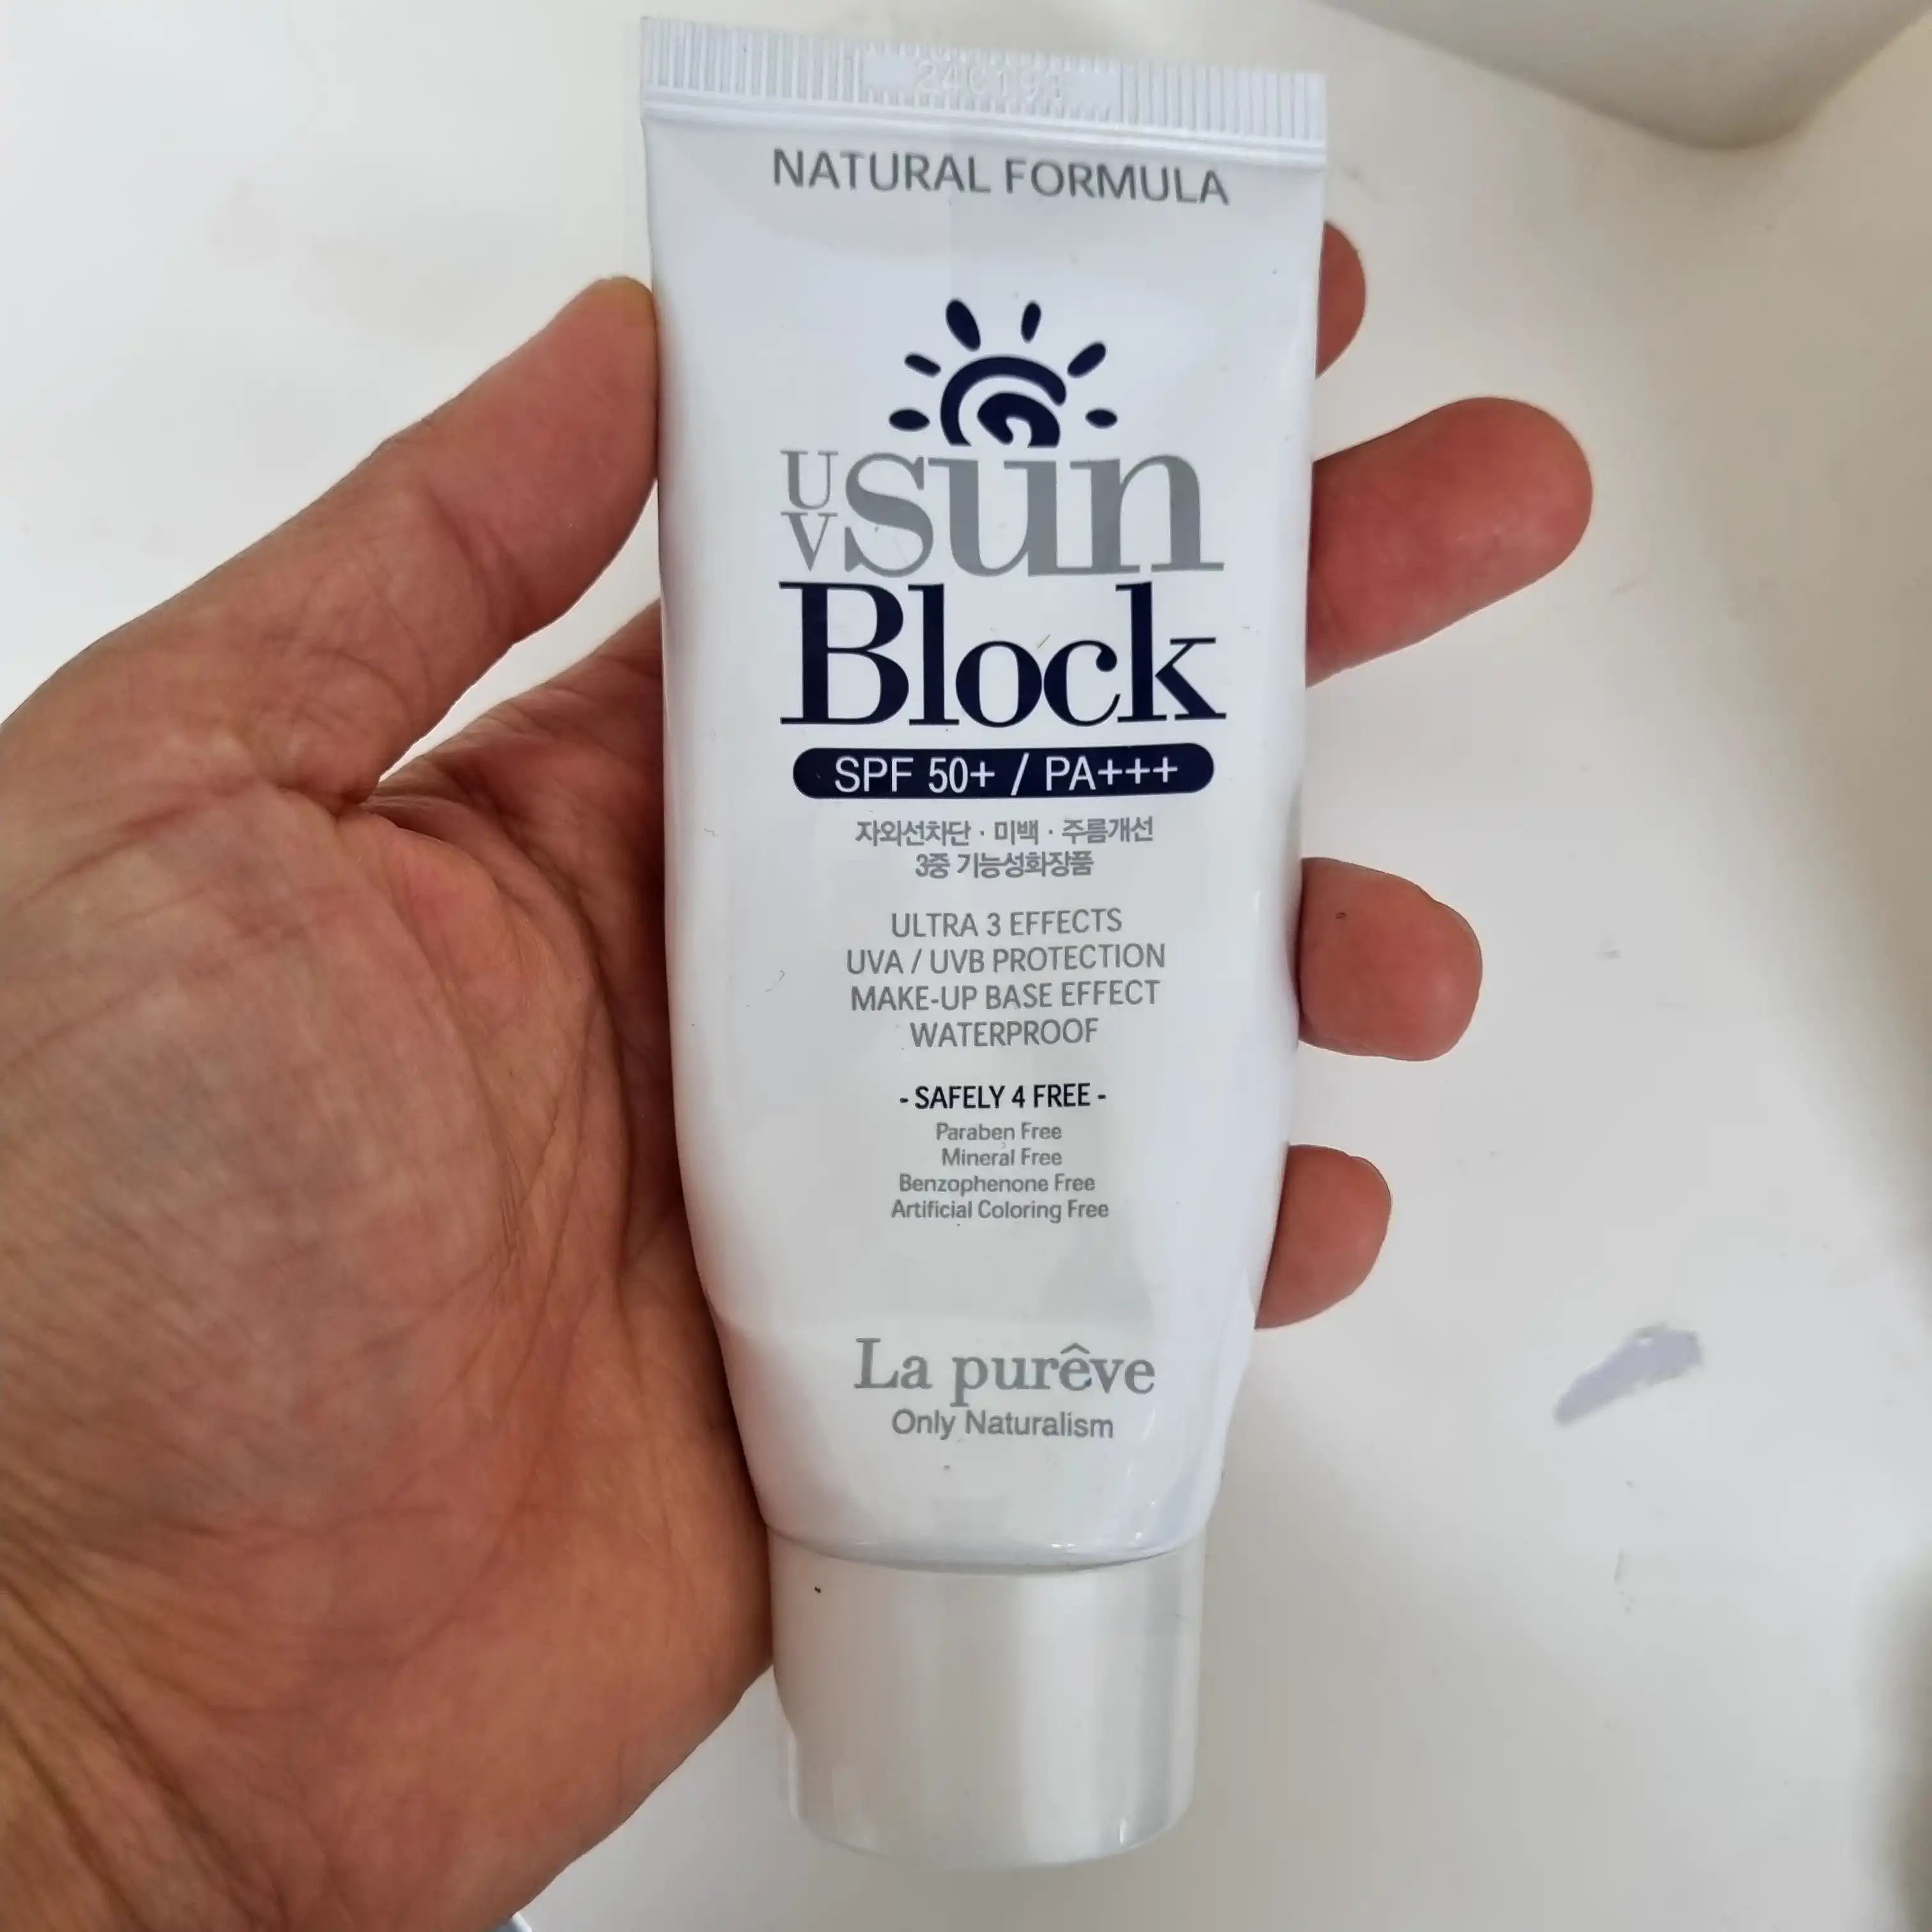 NATURAL FORMULA
UV sun
Block
SPF 50+ / PA+++
자외선차단 · 미백 · 주름개선
3중 기능성화장품
ULTRA 3 EFFECTS
UVA / UVB PROTECTION
MAKE-UP BASE EFFECT
WATERPROOF
- SAFELY 4 FREE -
Paraben Free
Mineral Free
Benzophenone Free
Artificial Coloring Free
La purêve
Only Naturalism